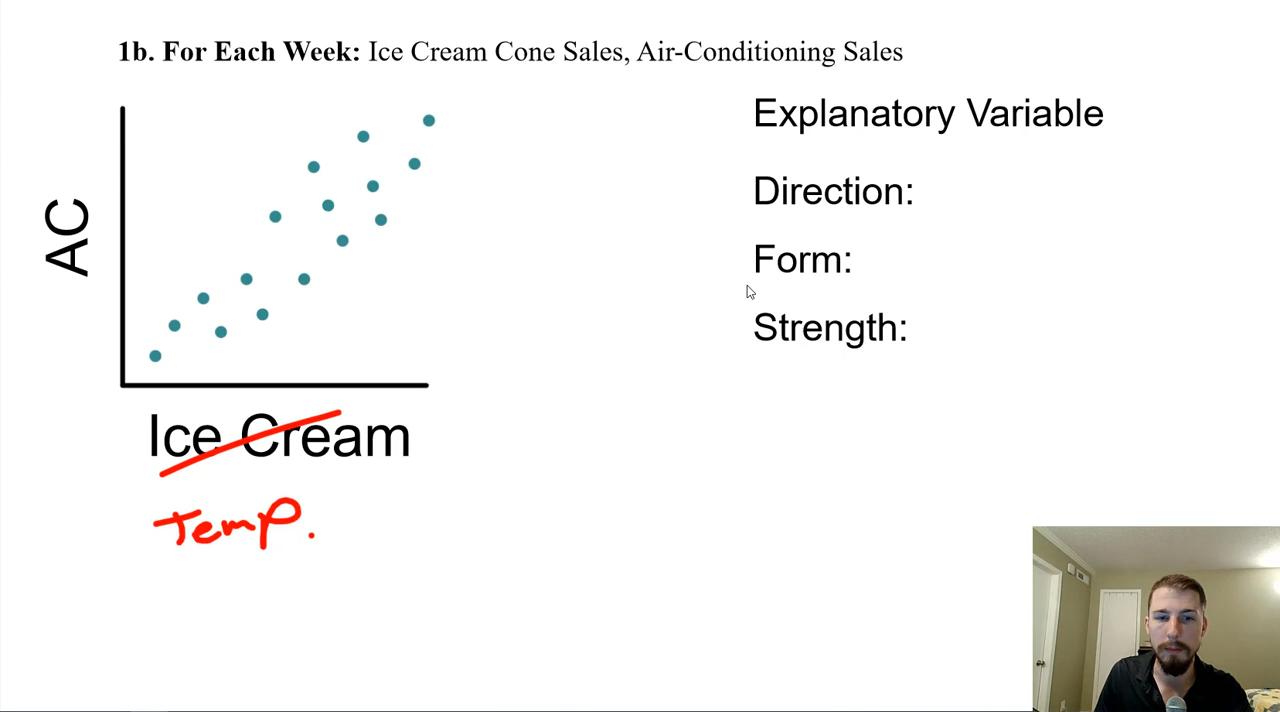 1b. For Each Week: Ice Cream Cone Sales, Air-Conditioning Sales
AC
Ice Cream
Temp.
Explanatory Variable
Direction:
Form:
Strength: